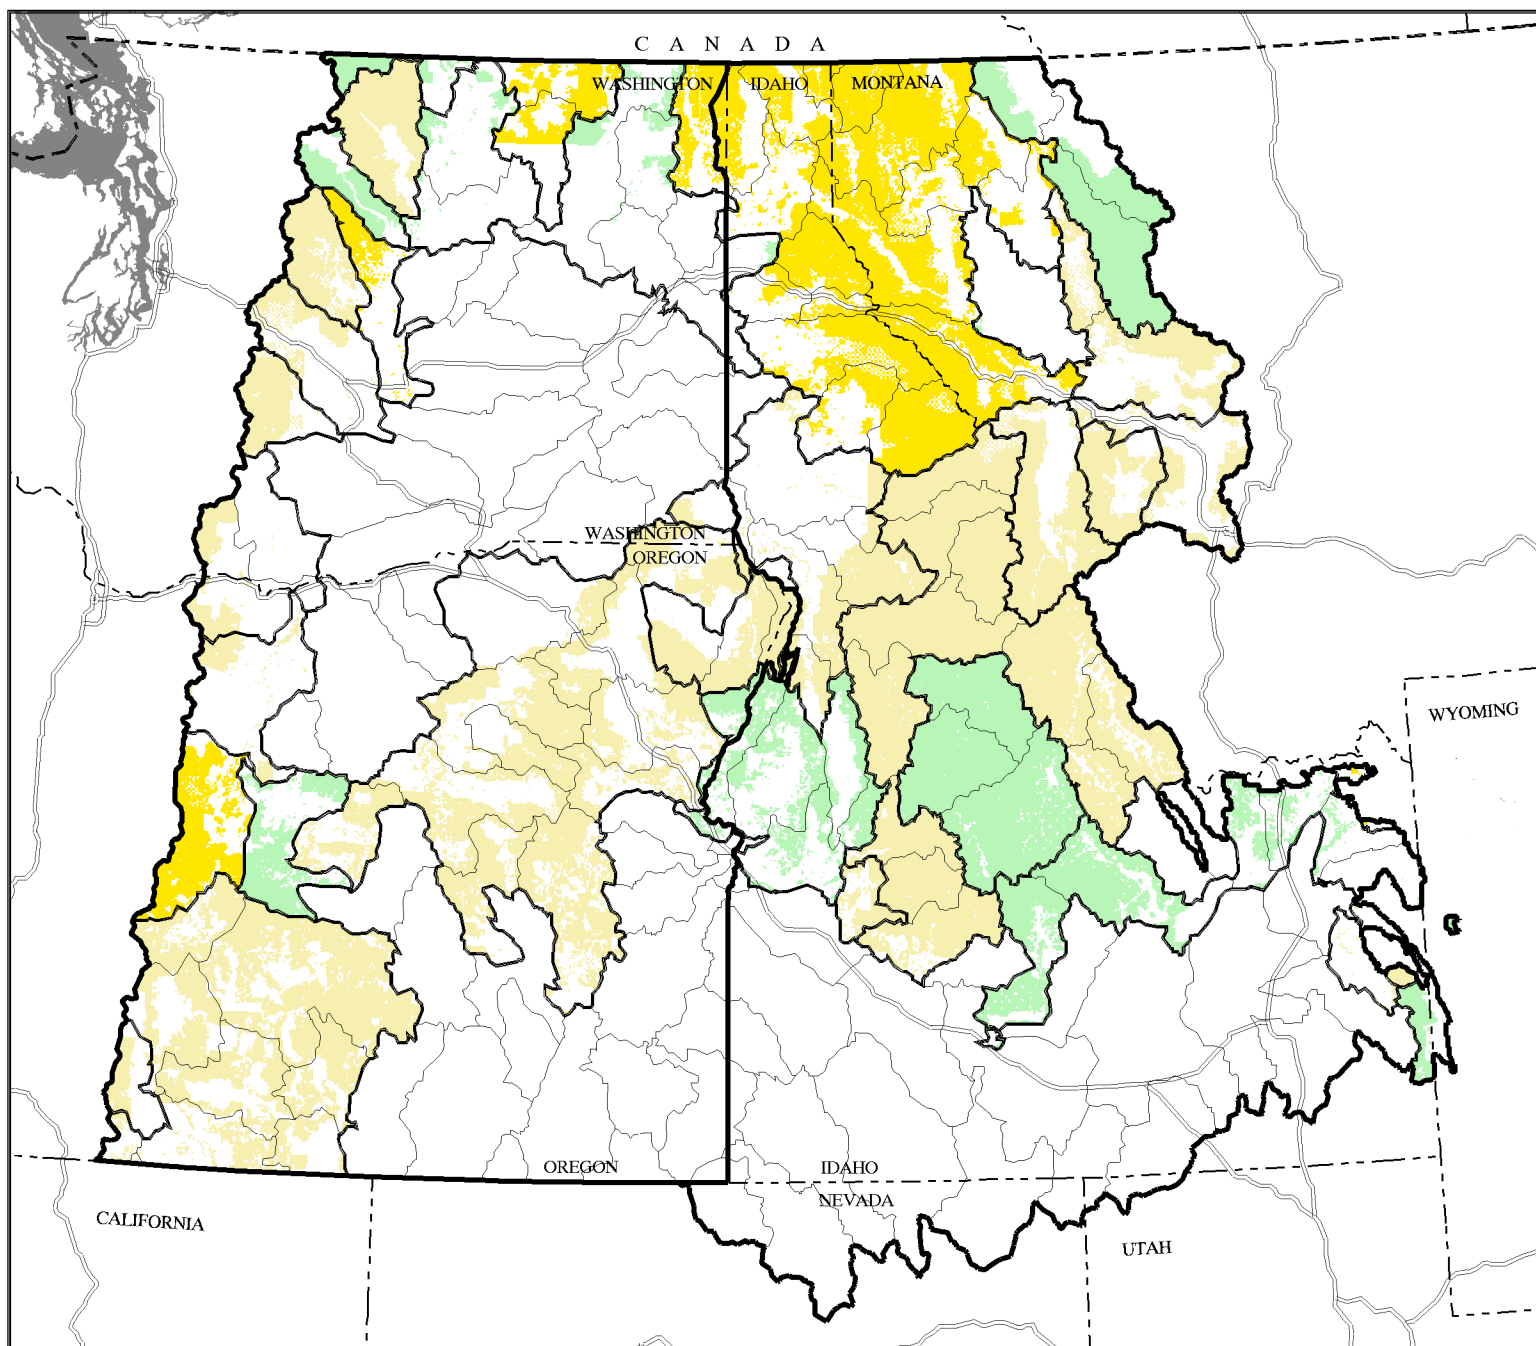 C A N A D A
WASHINGTON
IDAHO
MONTANA
WASHINGTON
OREGON
WYOMING
OREGON
IDAHO
NEVADA
CALIFORNIA
UTAH